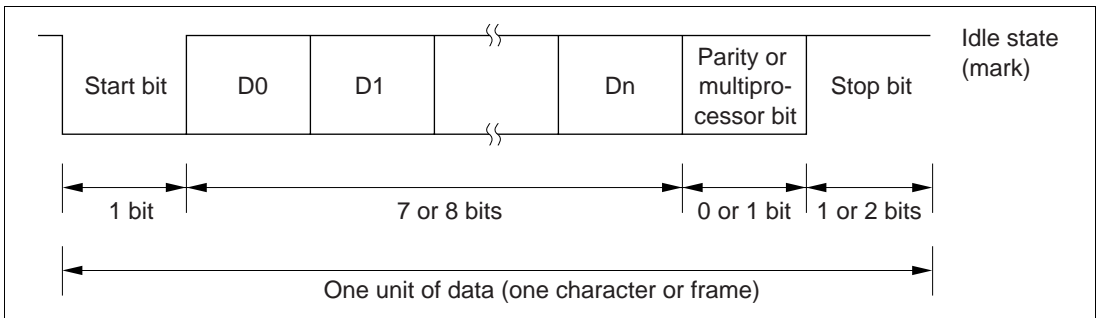 Start bit
D0
D1
Dn
Parity or
multipro-
cessor bit
Stop bit
Idle state
(mark)
1 bit
7 or 8 bits
0 or 1 bit
1 or 2 bits
One unit of data (one character or frame)